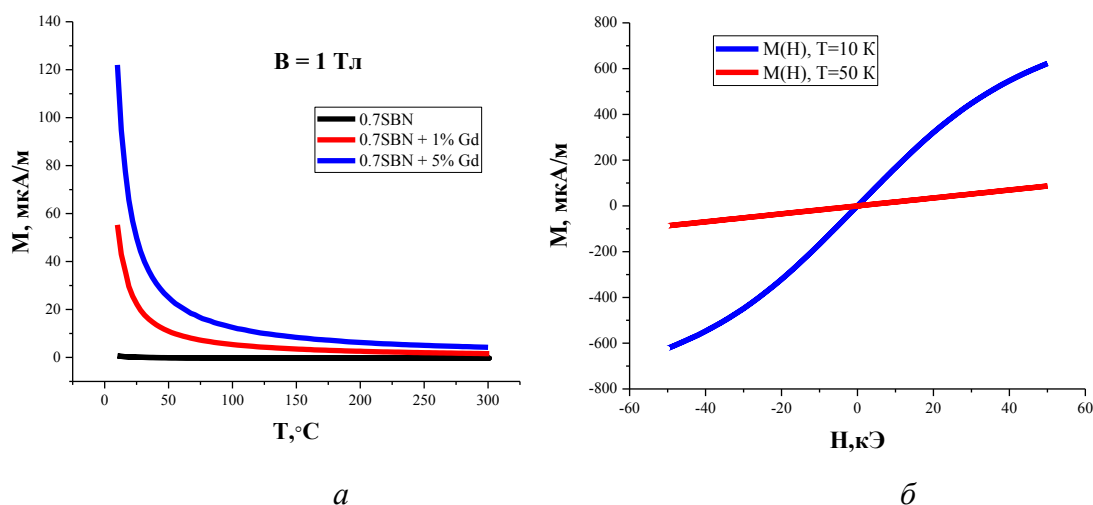 B = 1 Тл
0.7SBN
0.7SBN + 1% Gd
0.7SBN + 5% Gd
M, мкА/м
140
120
100
80
60
40
20
0
0
50
100
150
200
250
300
T,°C
а
M(H), T=10 К
M(H), T=50 К
M, мкА/м
800
600
400
200
0
-200
-400
-600
-800
-60
-40
-20
0
20
40
60
Н,кЭ
б